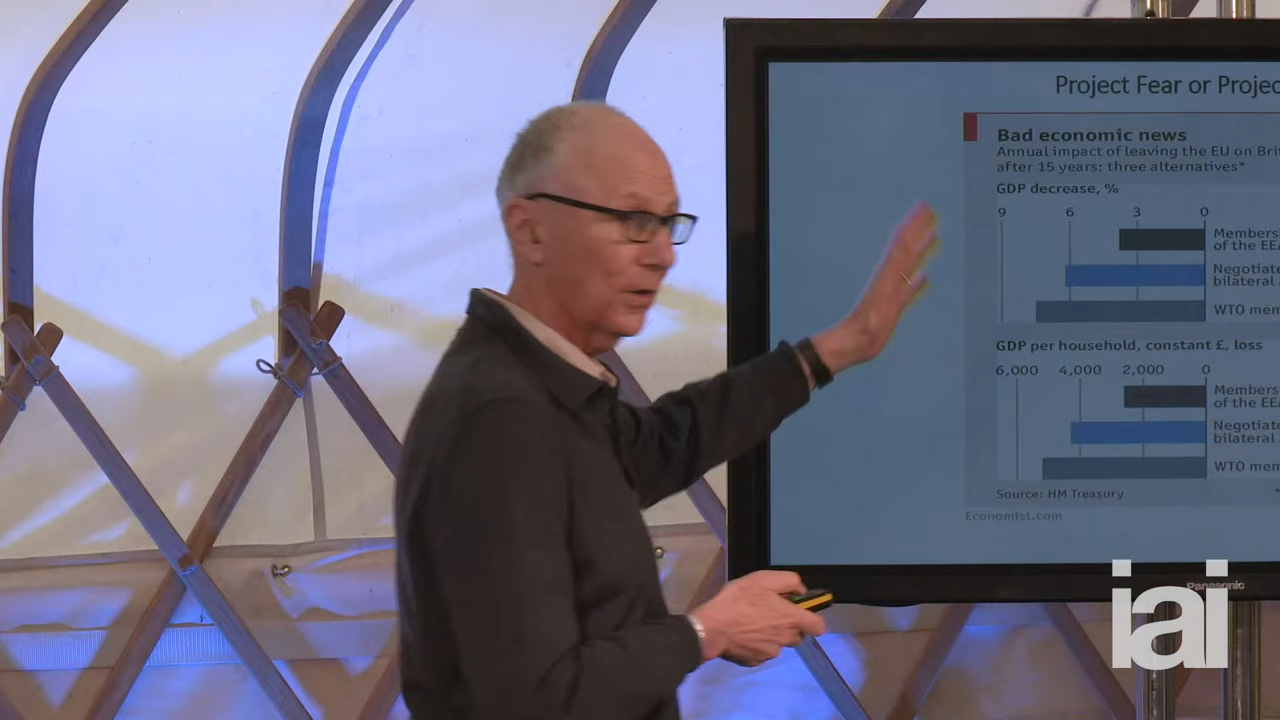 Project Fear or Projec
Bad economic news
Annual impact of leaving the EU on Bri
after 15 years: three alternatives*
GDP decrease, %
9 6 3 0
Members
of the EEA
Negotiate
bilateral
WTO mem
GDP per household, constant £, loss
6,000 4,000 2,000 0
Members
of the EEA
Negotiate
bilateral
WTO mem
Source: HM Treasury
Economist.com
Panasonic
iai